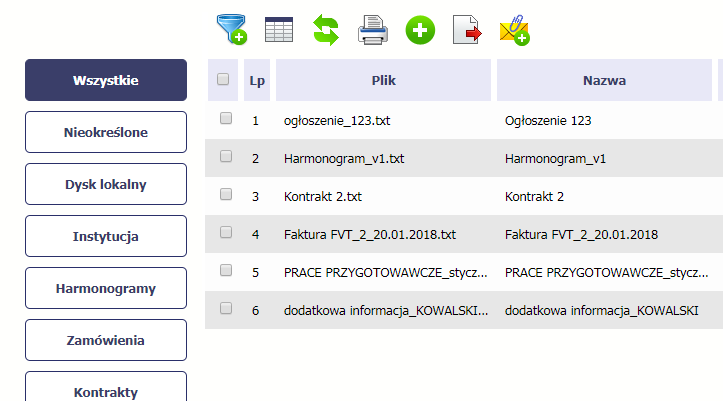 Wszystkie
Nieokreślone
Dysk lokalny
Instytucja
Harmonogramy
Zamówienia
Kontrakty
Lp Plik Nazwa
1 ogłoszenie_123.txt Ogłoszenie 123
2 Harmonogram_v1.txt Harmonogram_v1
3 Kontrakt 2.txt Kontrakt 2
4 Faktura FVT_2_20.01.2018.txt Faktura FVT_2_20.01.2018
5 PRACE PRZYGOTOWAWCZE_stycz... PRACE PRZYGOTOWAWCZE_stycz...
6 dodatkowa informacja_KOWALSKI... dodatkowa informacja_KOWALSKI